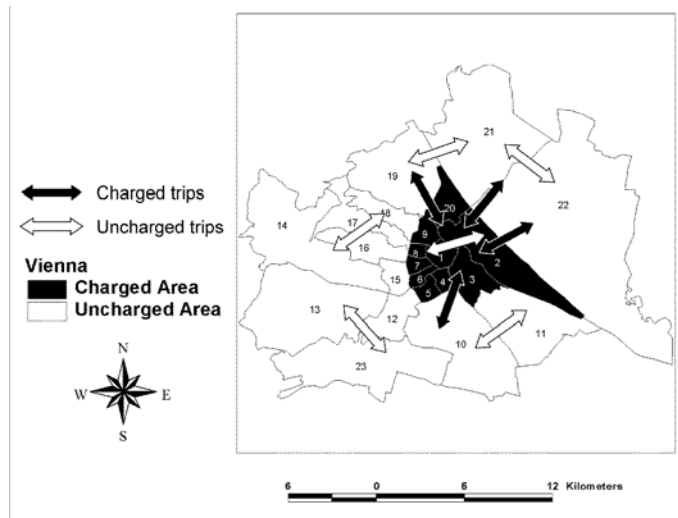 Charged trips
Uncharged trips
Vienna
Charged Area
Uncharged Area
N
W E
S
21
19
22
20
18
17
14
9
16
8
2
7
15
3
6
4
5
13
12
11
10
23
6 0 6 12 Kilometers